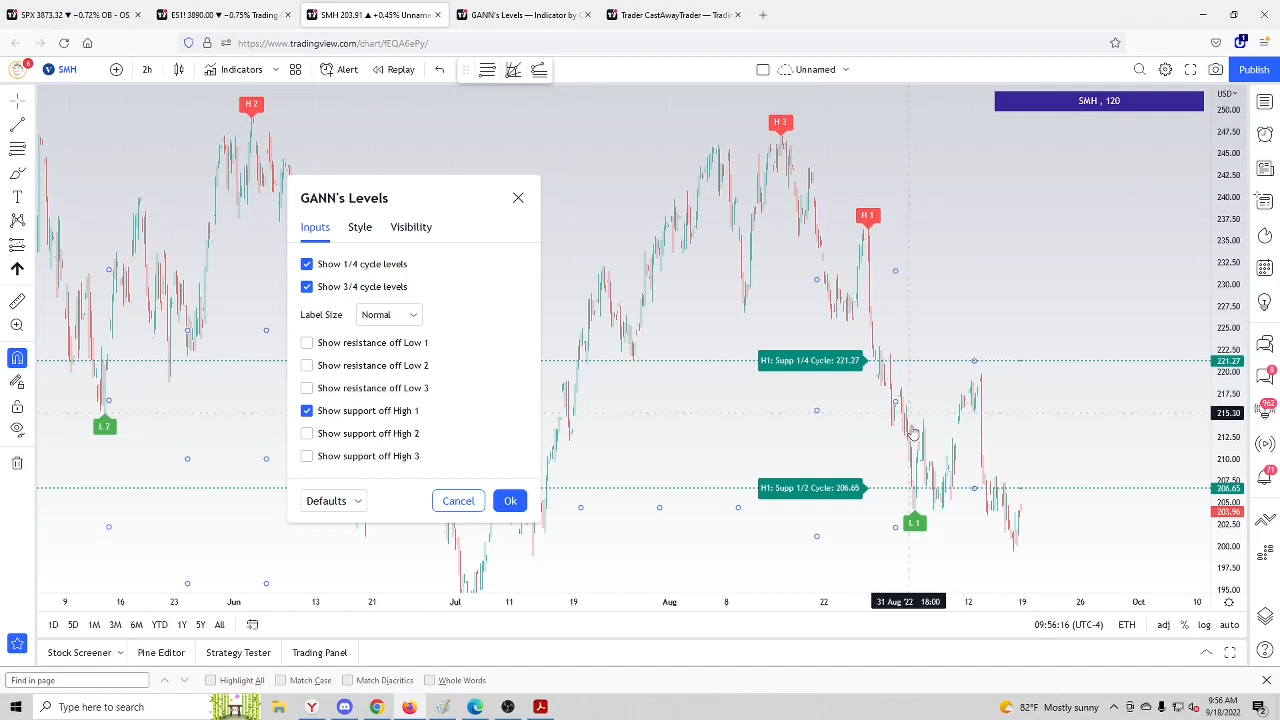 SPX 3873.32 ▼ −0.72% OB - S
ES1! 3890.00 ▼ −0.75% Trading
SMH 203.91 ▲ +0.45% Unname
GANN's Levels — Indicator by C
Trader CastAwayTrader — Tradin
https://www.tradingview.com/chart/fEQA6ePy/
8
SMH
2h
Indicators
Alert
Replay
Unnamed
Publish
SMH , 120
USD
250.00
247.50
245.00
242.50
240.00
237.50
235.00
232.50
230.00
227.50
225.00
222.50
221.27
220.00
215.30
212.50
210.00
206.65
205.00
203.96
202.50
200.00
197.50
195.00
H 2
H 3
H 1
L 2
L 1
GANN's Levels
Inputs
Style
Visibility
Show 1/4 cycle levels
Show 3/4 cycle levels
Label Size
Normal
Show resistance off Low 1
Show resistance off Low 2
Show resistance off Low 3
Show support off High 1
Show support off High 2
Show support off High 3
Defaults
Cancel
Ok
H1: Supp 1/4 Cycle: 221.27
H1: Supp 1/2 Cycle: 206.65
8
962
71
9
16
23
Jun
13
21
Jul
11
19
Aug
8
22
31 Aug '22 18:00
12
19
26
Oct
10
1D 5D 1M 3M 6M YTD 1Y 5Y All
09:56:16 (UTC-4)
ETH
adj
%
log
auto
Stock Screener
Pine Editor
Strategy Tester
Trading Panel
Find in page
Highlight All
Match Case
Match Diacritics
Whole Words
Type here to search
82°F Mostly sunny
9:56 AM
9/18/2022